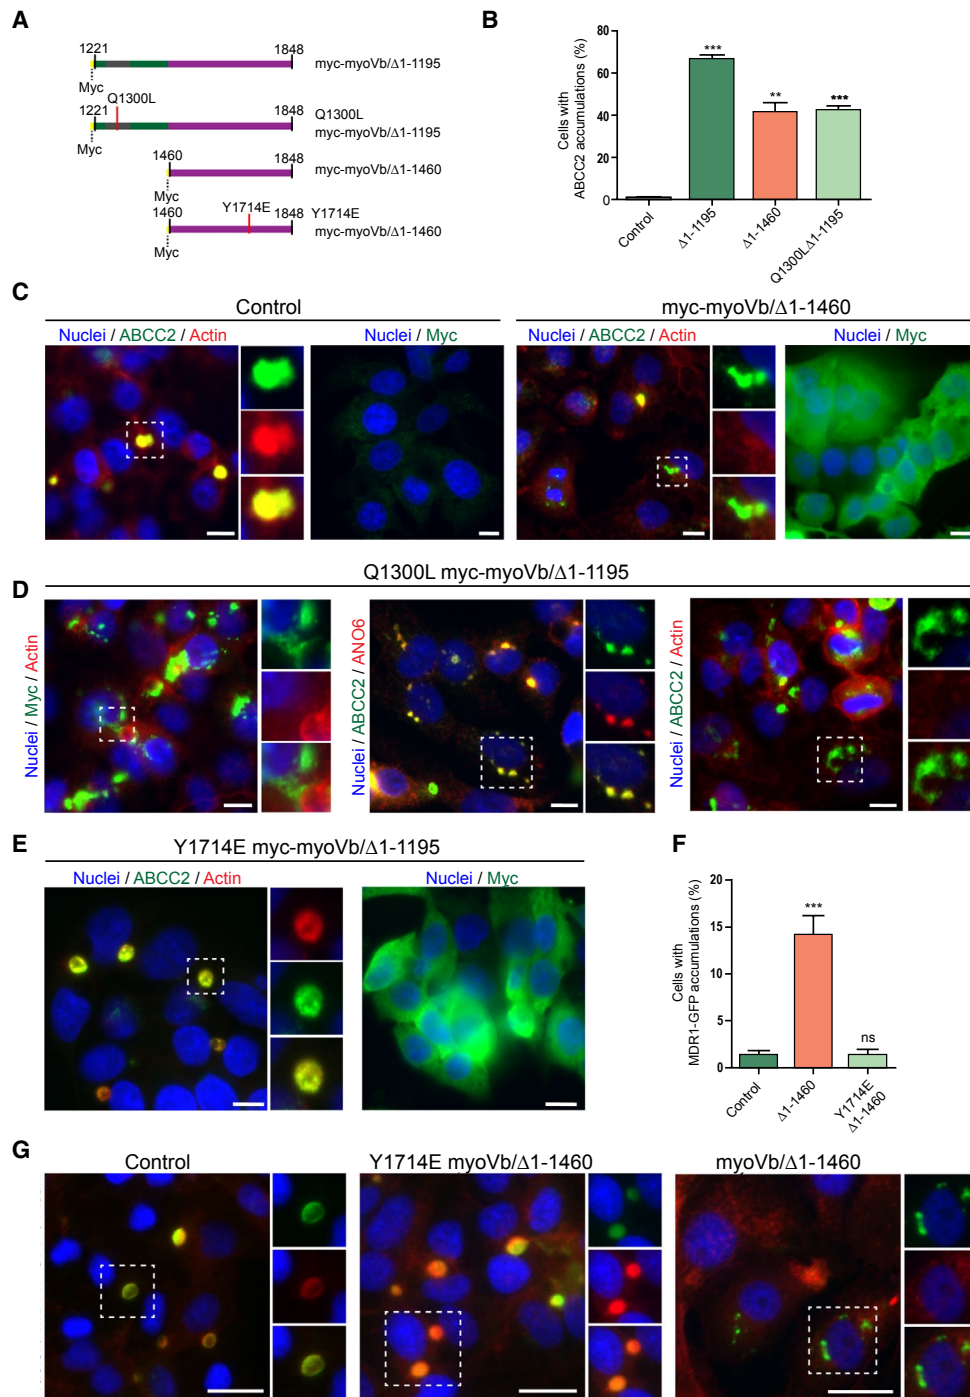 A
1221
1848
myc-myoVb/Δ1-1195
Myc
Q1300L
1221
1848
Q1300L
myc-myoVb/Δ1-1195
Myc
1460
1848
myc-myoVb/Δ1-1460
Myc
Y1714E
1460
1848
Y1714E
myc-myoVb/Δ1-1460
Myc
B
Cells with
ABCC2 accumulations (%)
80
60
40
20
0
***
**
***
Control
Δ1-1195
Δ1-1460
Q1300LΔ1-1195
C
Control
myc-myoVb/Δ1-1460
Nuclei / ABCC2 / Actin
Nuclei / Myc
Nuclei / ABCC2 / Actin
Nuclei / Myc
D
Q1300L myc-myoVb/Δ1-1195
Nuclei / Myc / Actin
Nuclei / ABCC2 / ANO6
Nuclei / ABCC2 / Actin
E
Y1714E myc-myoVb/Δ1-1195
Nuclei / ABCC2 / Actin
Nuclei / Myc
F
Cells with
MDR1-GFP accumulations (%)
20
15
10
5
0
***
ns
Control
Δ1-1460
Y1714E
Δ1-1460
G
Control
Y1714E myoVb/Δ1-1460
myoVb/Δ1-1460